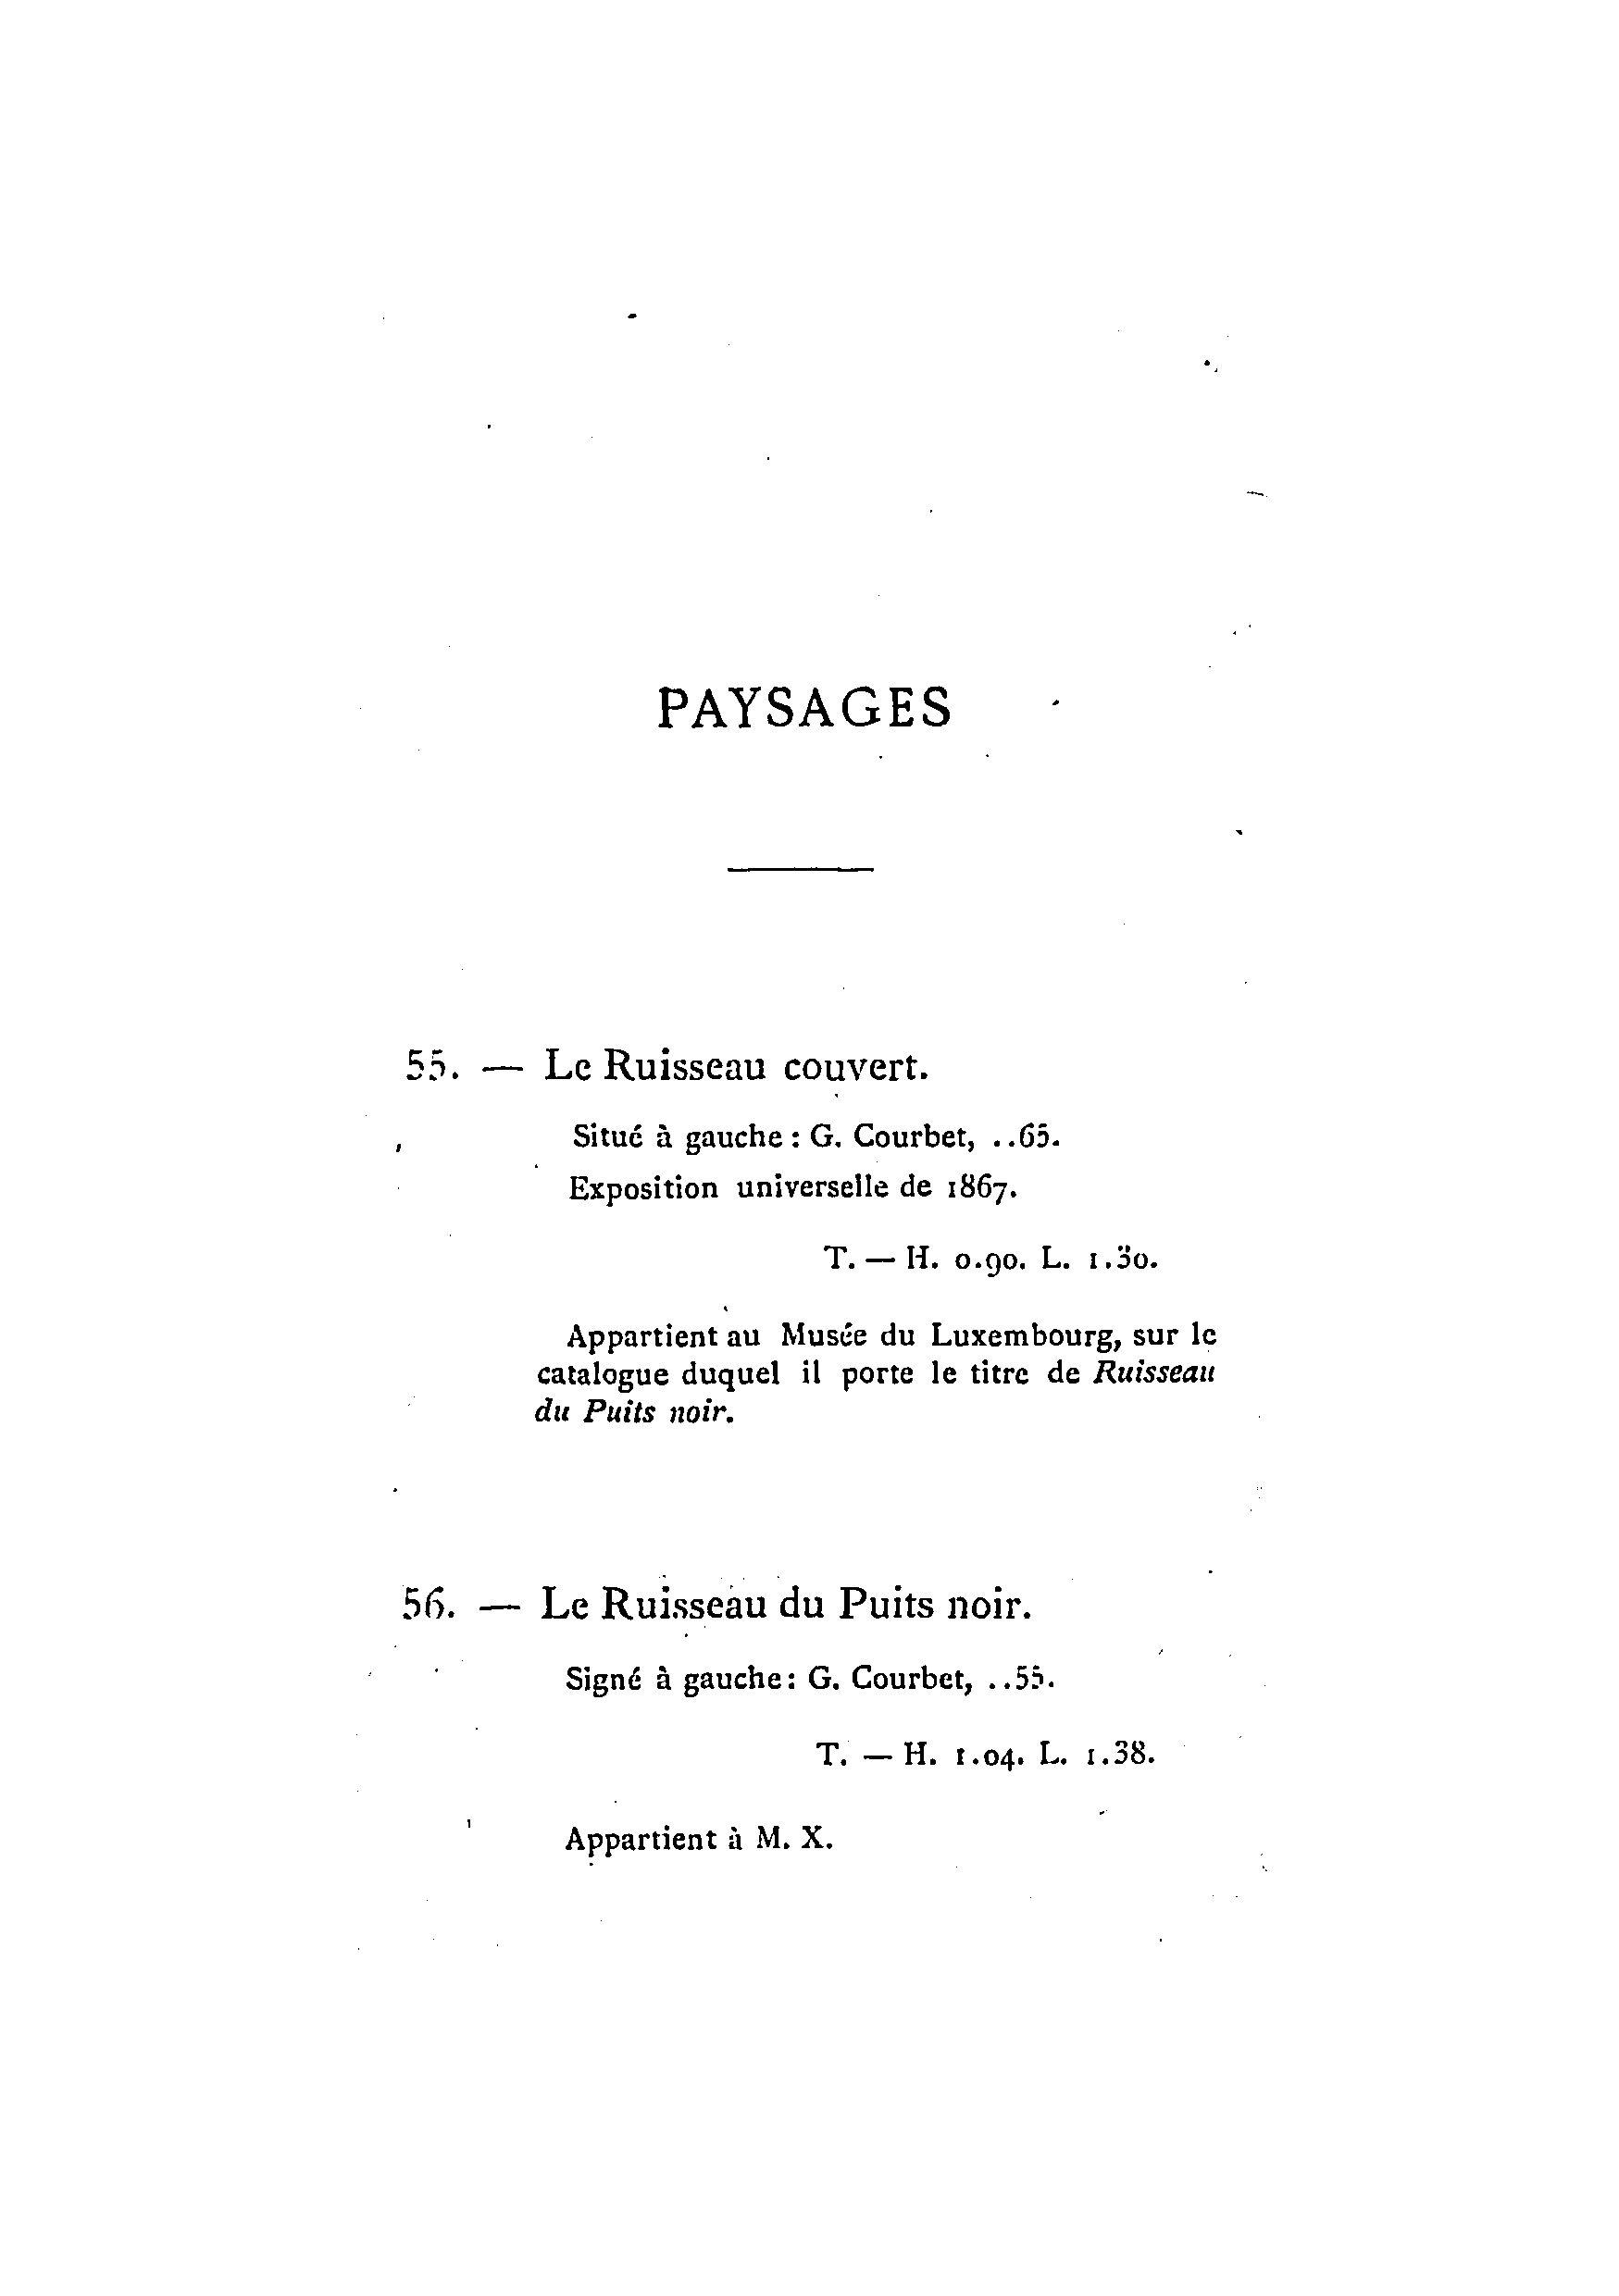 PAYSAGES
55. — Le Ruisseau couvert.
Situé à gauche : G. Courbet, ..65.
Exposition universelle de 1867.
T. — H. 0.90. L. 1.30.
Appartient au Musée du Luxembourg, sur le
catalogue duquel il porte le titre de Ruisseau
du Puits noir.
56. — Le Ruisseau du Puits noir.
Signé à gauche : G. Courbet, ..55.
T. — H. 1.04. L. 1.38.
Appartient à M. X.